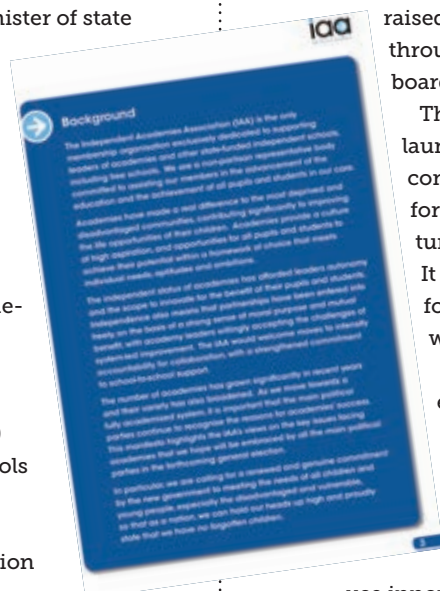 nister of state
e-
ols
ion
iaa
Background
The Independent Academies Association (IAA) is the only
membership organisation exclusively dedicated to supporting
leaders of academies and other state-funded independent schools,
including free schools. We are a non-partisan representative body
committed to assisting our members in the advancement of the
education and the achievement of all pupils and students in our care.
Academies have made a real difference to the most deprived and
disadvantaged communities, contributing significantly to improving
the life opportunities of their children. Academies provide a culture
of high aspiration, and opportunities for all pupils and students to
achieve their potential within a framework of choice that meets
individual needs, aptitudes and ambitions.
The independent status of academies has afforded leaders autonomy
and the scope to innovate for the benefit of their pupils and students.
Independence also means that partnerships have been entered into
freely, on the basis of a strong sense of moral purpose and mutual
benefit, with academy leaders willingly accepting the challenges of
systemised improvement. The IAA would welcome moves to intensify
accountability for collaboration, with a strengthened commitment
to school-to-school support.
The number of academies has grown significantly in recent years
and their variety has also broadened. As we move towards a
fully academised system, it is important that the main political
parties continue to recognise the reasons for academies' success.
This manifesto highlights the IAA's views on the key issues facing
academies that we hope will be embraced by all the main political
parties in the forthcoming general election.
In particular, we are calling for a renewed and genuine commitment
by the new government to meeting the needs of all children and
young people, especially the disadvantaged and vulnerable,
so that as a nation, we can hold our heads up high and proudly
state that we have no forgotten children.
3
raised
throu
board
Th
laun
con
for
tur
It
fo
w